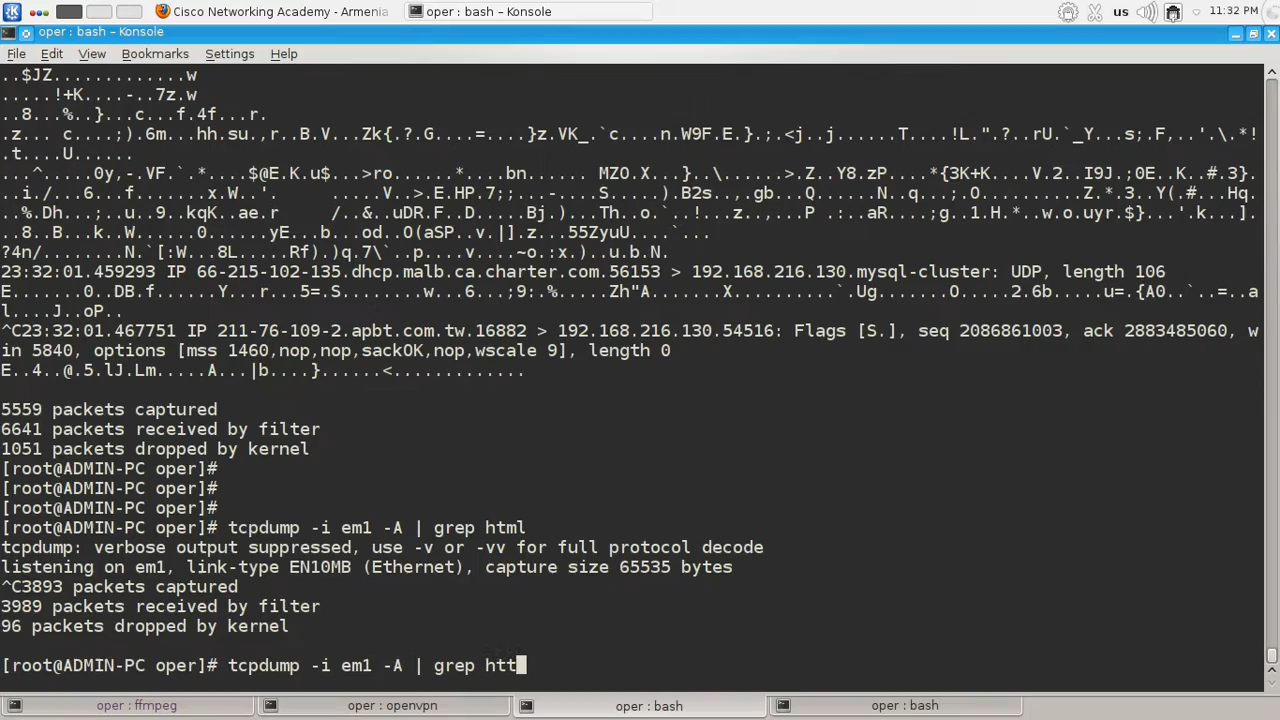 Cisco Networking Academy - Armenia
oper : bash – Konsole
us
11:32 PM
oper : bash – Konsole
File Edit View Bookmarks Settings Help
..$JZ.............w
.....!+K....-..7z.w
..8...%..}...c...f.4f...r.
.z... c....;).6m...hh.su.,r..B.V...Zk{.?.G....=....}z.VK_.`c....n.W9F.E.}.;.<j..j......T....!L.".?..rU.`_Y...s;.F,..'.\.*!
.t....U......
...^.....0y,-.VF.`.*....$@E.K.u$...>ro......*....bn...... MZO.X...}..\......>.Z..Y8.zP....*{3K+K....V.2..I9J.;0E..K..#.3}.
..i./...6...f.......x.W..'. ....V..>.E.HP.7;;...-....S.....).B2s..,gb...Q.......N..q...;.O..........Z.*.3..Y(.#...Hq.
..%.Dh...;..u..9..kqK..ae.r /..&..uDR.F..D.....Bj.)...Th..o.`..!...z..,...P .:..aR....;g..1.H.*..w.o.uyr.$}...'.k...].
..8..B...k..W......0......yE...b...od..O(aSP..v.|].z...55ZyuU....`...
?4n/........N.`[:W...8L.....Rf).)q.7\`..p....v....~o.:x.)..u.b.N.
23:32:01.459293 IP 66-215-102-135.dhcp.malb.ca.charter.com.56153 > 192.168.216.130.mysql-cluster: UDP, length 106
E.......0..DB.f......Y...r...5=.S........w...6...;9:.%.....Zh"A.......X..........`.Ug.......O.....2.6b.....u=.{A0..`..=..a
l....J..oP..
^C23:32:01.467751 IP 211-76-109-2.apbt.com.tw.16882 > 192.168.216.130.54516: Flags [S.], seq 2086861003, ack 2883485060, w
in 5840, options [mss 1460,nop,nop,sackOK,nop,wscale 9], length 0
E..4..@.5.lJ.Lm.....A...|b....}......<.............
5559 packets captured
6641 packets received by filter
1051 packets dropped by kernel
[root@ADMIN-PC oper]#
[root@ADMIN-PC oper]#
[root@ADMIN-PC oper]#
[root@ADMIN-PC oper]# tcpdump -i em1 -A | grep html
tcpdump: verbose output suppressed, use -v or -vv for full protocol decode
listening on em1, link-type EN10MB (Ethernet), capture size 65535 bytes
^C3893 packets captured
3989 packets received by filter
96 packets dropped by kernel
[root@ADMIN-PC oper]# tcpdump -i em1 -A | grep htt
oper : ffmpeg
oper : openvpn
oper : bash
oper : bash